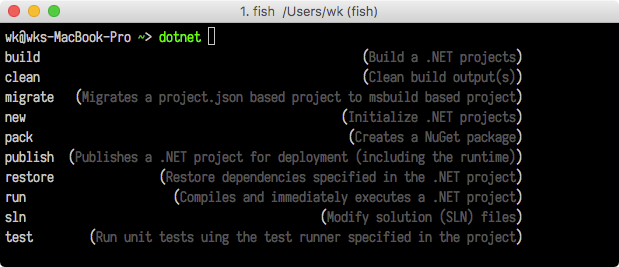 1. fish /Users/wk (fish)
wk@wks-MacBook-Pro ~> dotnet
build (Build a .NET projects)
clean (Clean build output(s))
migrate (Migrates a project.json based project to msbuild based project)
new (Initialize .NET projects)
pack (Creates a NuGet package)
publish (Publishes a .NET project for deployment (including the runtime))
restore (Restore dependencies specified in the .NET project)
run (Compiles and immediately executes a .NET project)
sln (Modify solution (SLN) files)
test (Run unit tests uing the test runner specified in the project)